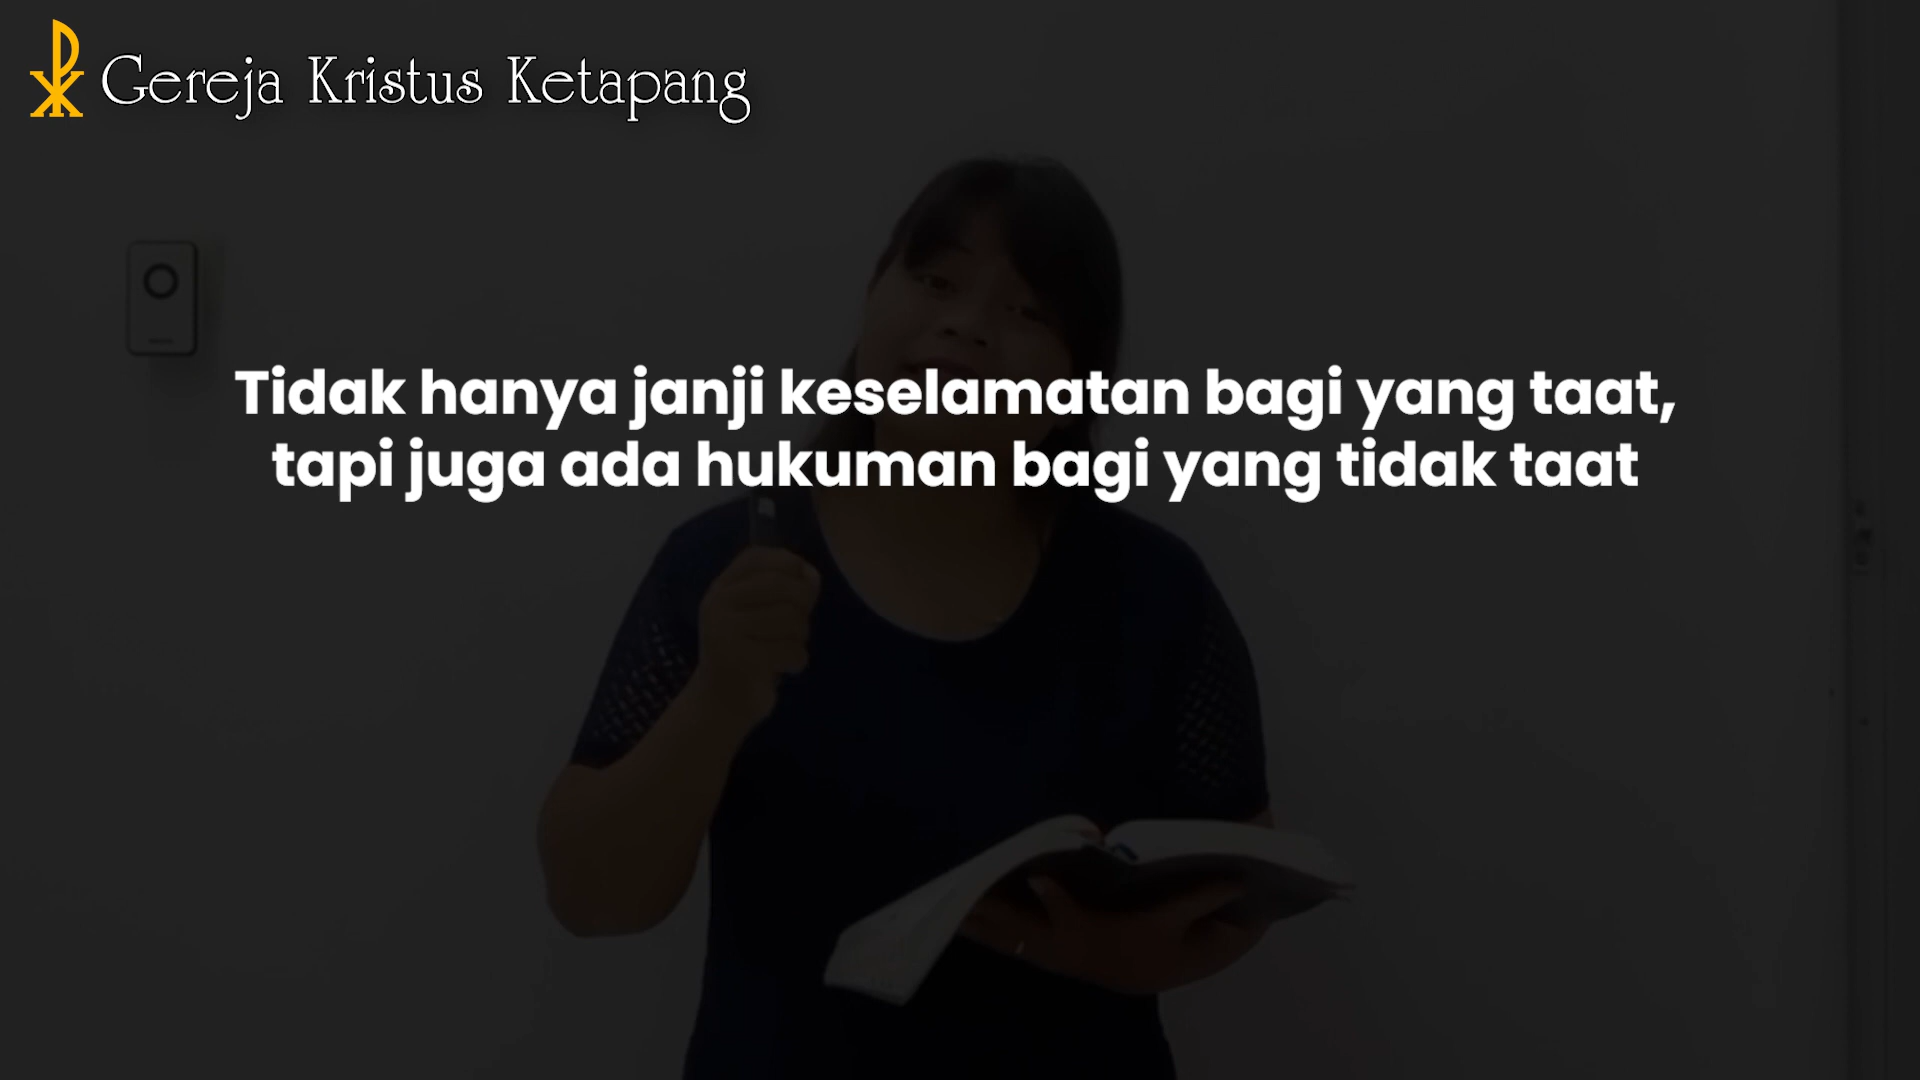 Gereja Kristus Ketapang
Tidak hanya janji keselamatan bagi yang taat,
tapi juga ada hukuman bagi yang tidak taat